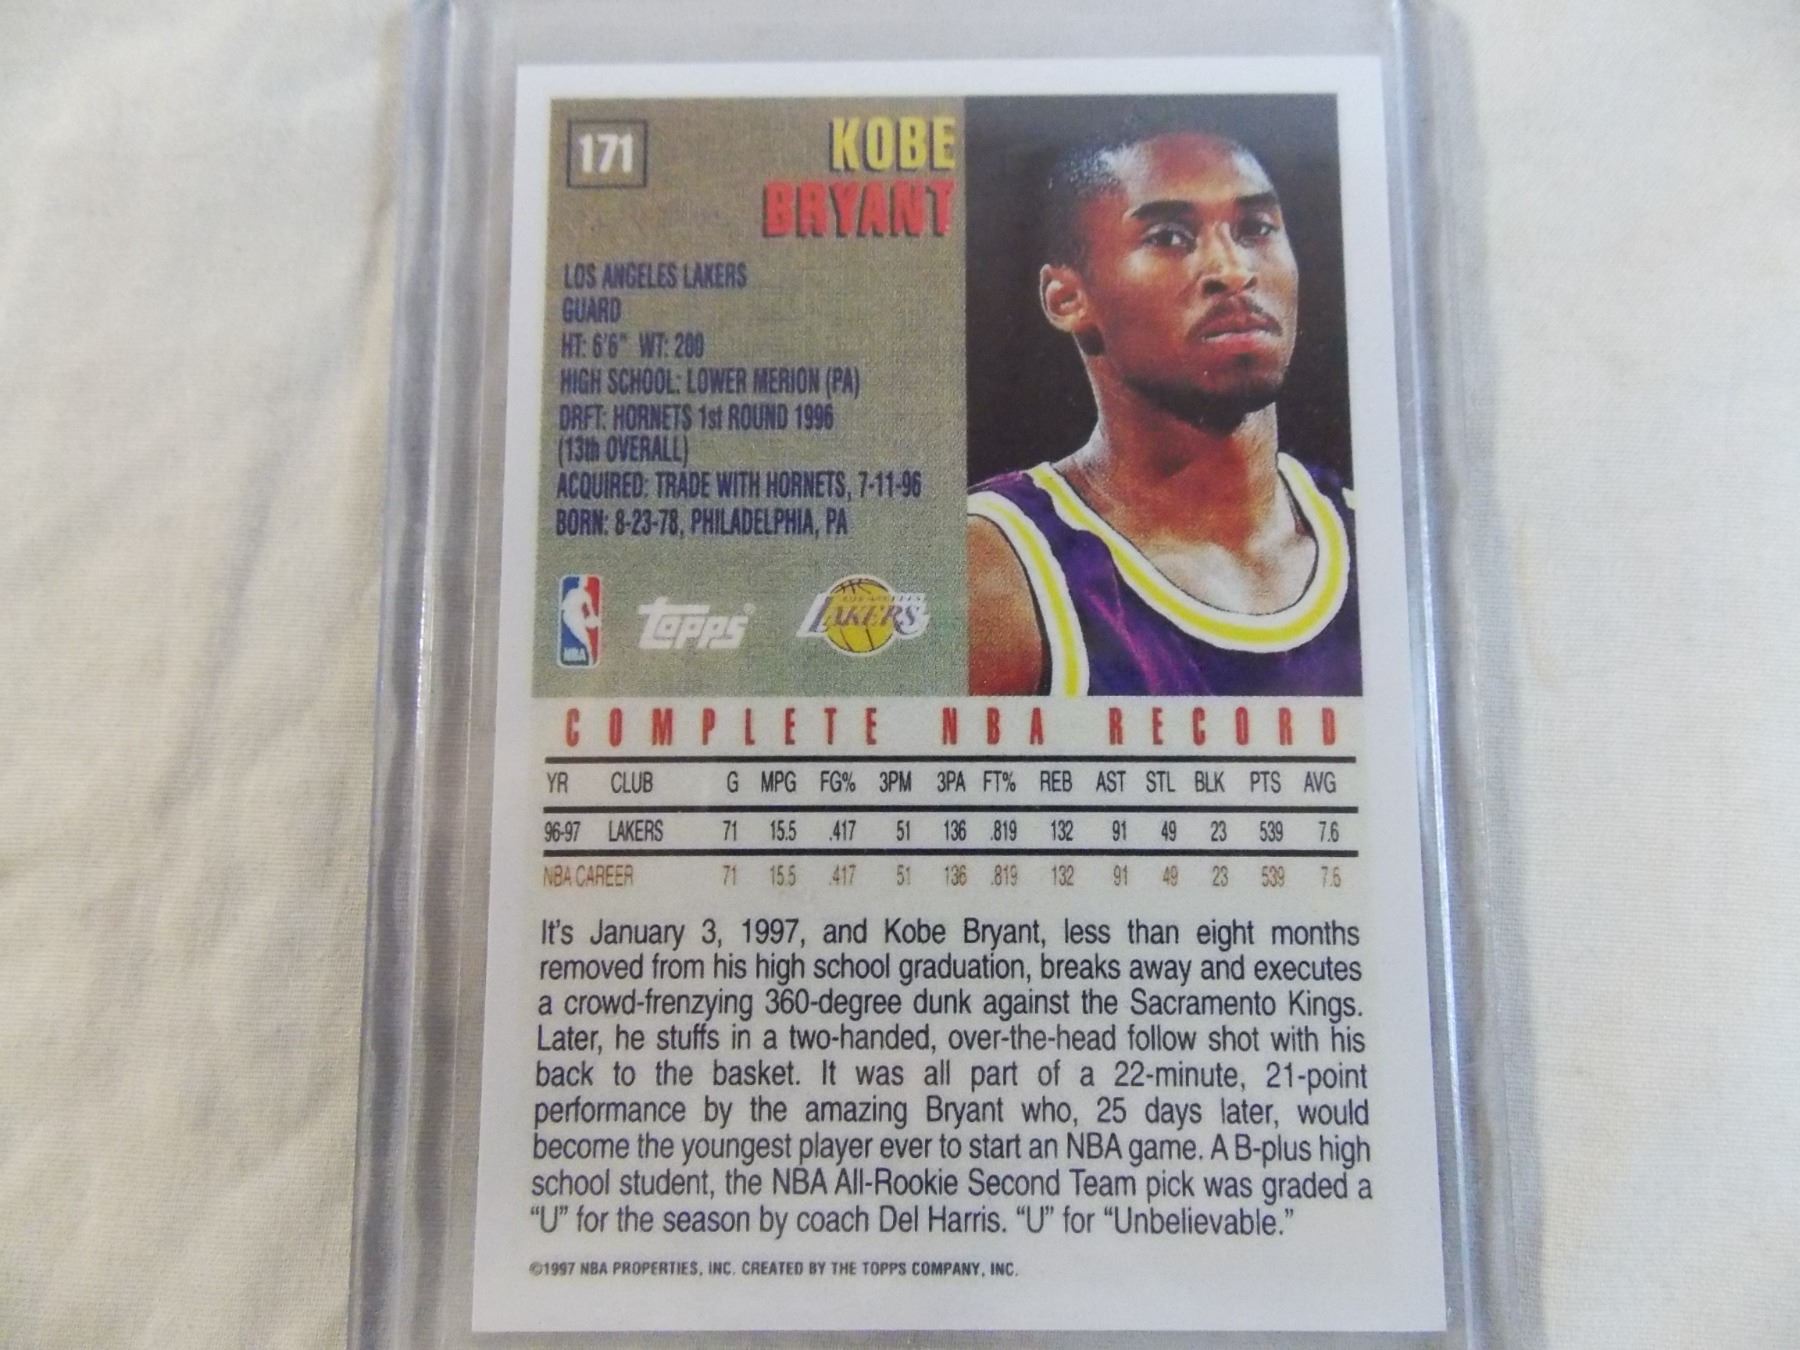 171
KOBE
BRYANT
LOS ANGELES LAKERS
GUARD
HT: 6'6" WT: 200
HIGH SCHOOL: LOWER MERION (PA)
DRFT: HORNETS 1st ROUND 1996
(13th OVERALL)
ACQUIRED: TRADE WITH HORNETS, 7-11-96
BORN: 8-23-78, PHILADELPHIA, PA
NBA
Topps®
LOS ANGELES
LAKERS
COMPLETE NBA RECORD
YR CLUB G MPG FG% 3PM 3PA FT% REB AST STL BLK PTS AVG
96-97 LAKERS 71 15.5 .417 51 136 .819 132 91 49 23 539 7.6
NBA CAREER 71 15.5 .417 51 136 .819 132 91 49 23 539 7.6
It's January 3, 1997, and Kobe Bryant, less than eight months
removed from his high school graduation, breaks away and executes
a crowd-frenzying 360-degree dunk against the Sacramento Kings.
Later, he stuffs in a two-handed, over-the-head follow shot with his
back to the basket. It was all part of a 22-minute, 21-point
performance by the amazing Bryant who, 25 days later, would
become the youngest player ever to start an NBA game. A B-plus high
school student, the NBA All-Rookie Second Team pick was graded a
“U” for the season by coach Del Harris. “U” for “Unbelievable.”
©1997 NBA PROPERTIES, INC. CREATED BY THE TOPPS COMPANY, INC.